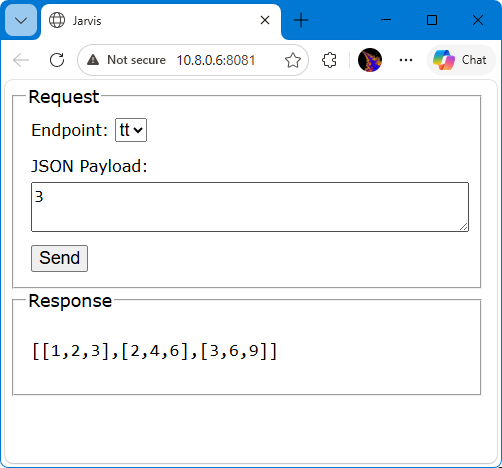 Jarvis
Not secure 10.8.0.6:8081 Chat
Request
Endpoint: tt
JSON Payload:
3
Send
Response
[[1,2,3],[2,4,6],[3,6,9]]